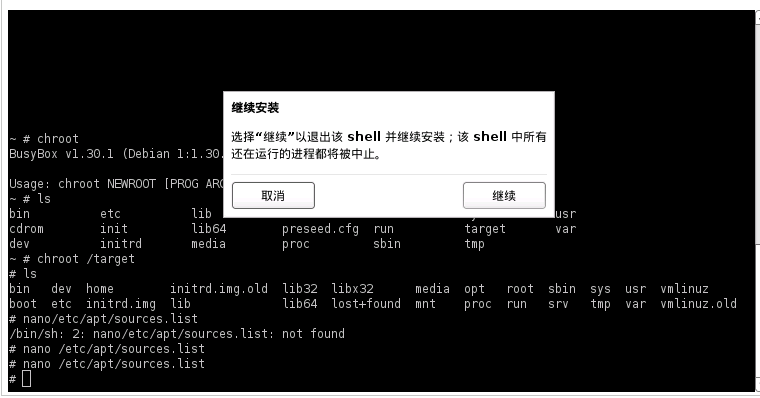 ~ # chroot
BusyBox v1.30.1 (Debian 1:1.30.
Usage: chroot NEWROOT [PROG ARG
~ # ls
bin etc lib usr
cdrom init lib64 preseed.cfg run target var
dev initrd media proc sbin tmp
~ # chroot /target
# ls
bin dev home initrd.img.old lib32 libx32 media opt root sbin sys usr vmlinuz
boot etc initrd.img lib lib64 lost+found mnt proc run srv tmp var vmlinuz.old
# nano/etc/apt/sources.list
/bin/sh: 2: nano/etc/apt/sources.list: not found
# nano /etc/apt/sources.list
# nano /etc/apt/sources.list
#
继续安装
选择“继续”以退出该 shell 并继续安装；该 shell 中所有
还在运行的进程都将被中止。
取消 继续